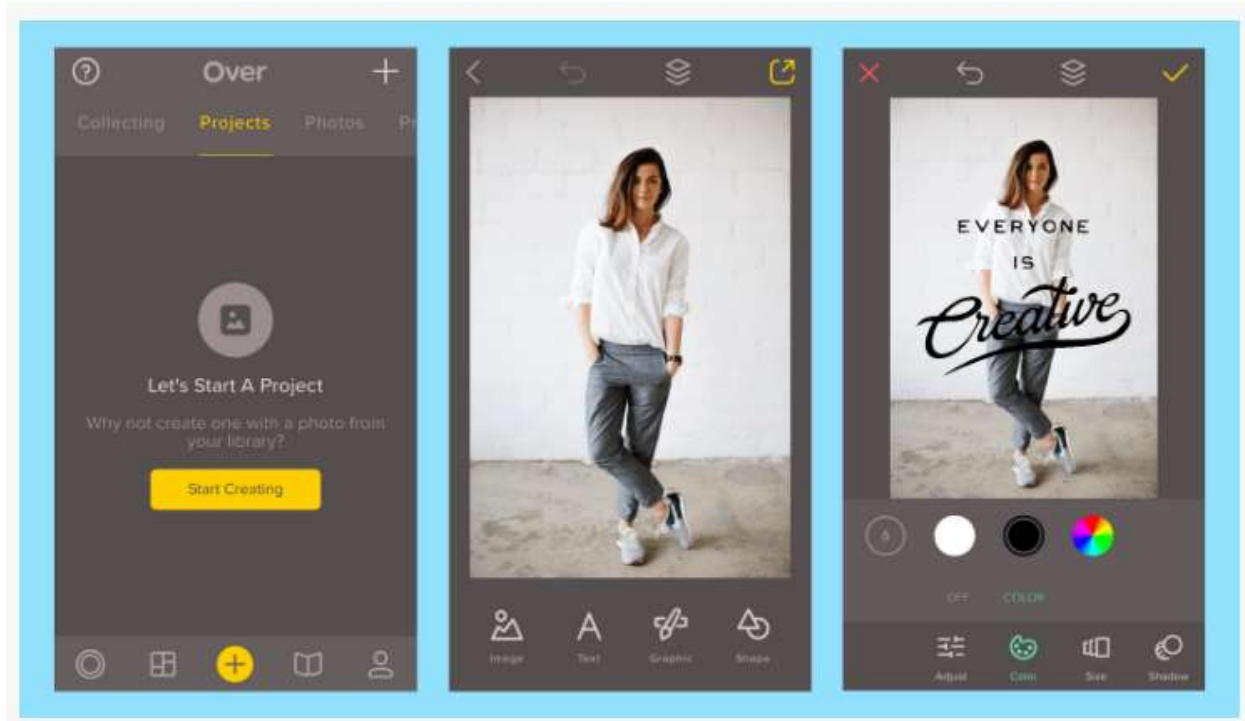 Over
Collecting Projects Photos Pr
Let's Start A Project
Why not create one with a photo from
your library?
Start Creating
Image Text Graphic Shape
EVERYONE
IS
Creative
OFF COLOR
Adjust Color Size Shadow